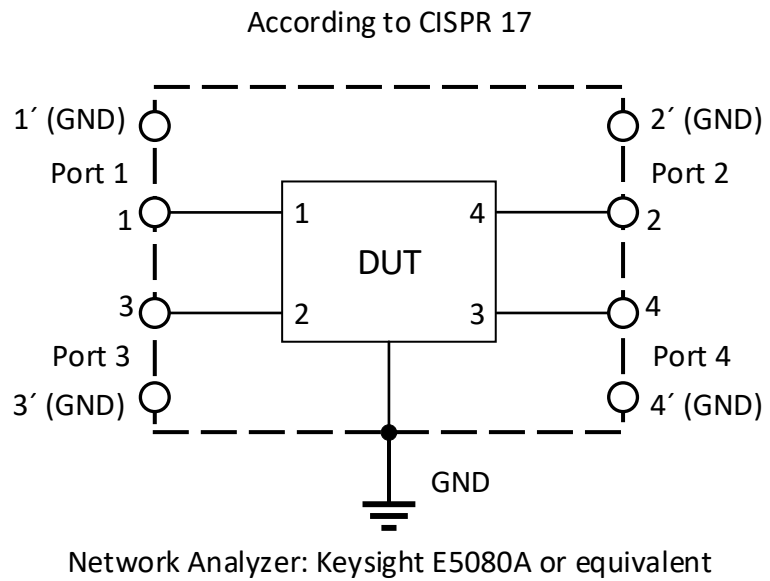 According to CISPR 17
1´ (GND)
2´ (GND)
Port 1
Port 2
1
1
4
2
DUT
3
2
3
4
Port 3
Port 4
3´ (GND)
4´ (GND)
GND
Network Analyzer: Keysight E5080A or equivalent